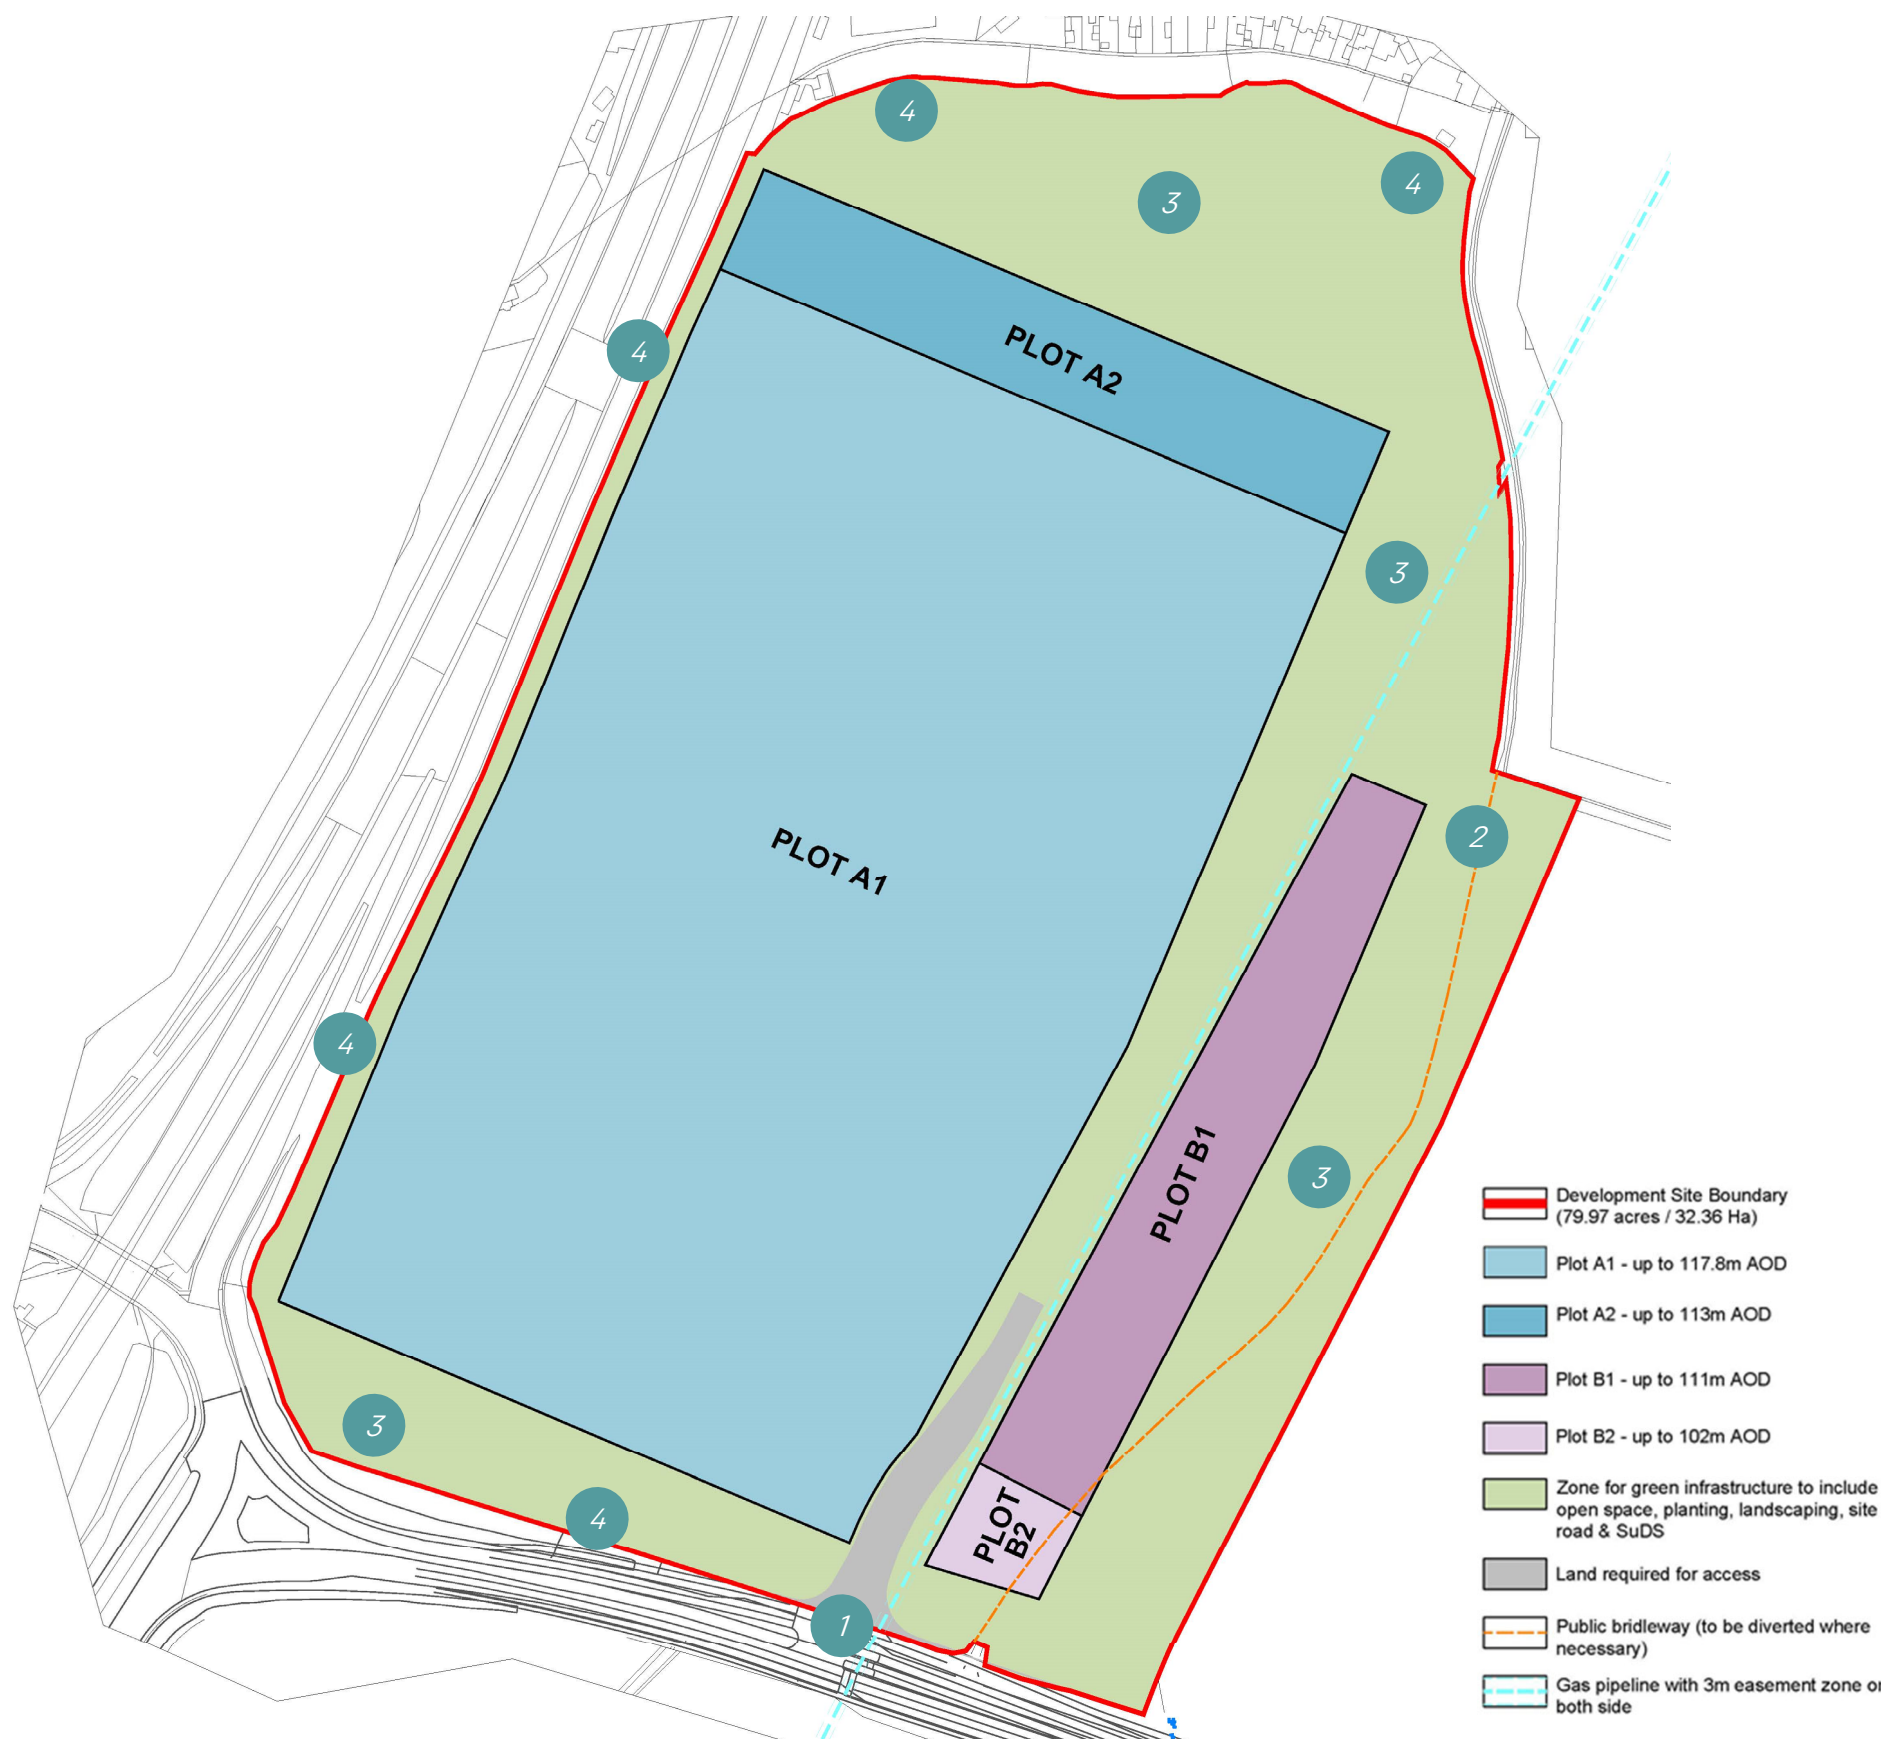 4
4
3
PLOT A2
4
3
2
PLOT A1
4
PLOT B1
3
3
4
PLOT
B2
1
Development Site Boundary
(79.97 acres / 32.36 Ha)
Plot A1 - up to 117.8m AOD
Plot A2 - up to 113m AOD
Plot B1 - up to 111m AOD
Plot B2 - up to 102m AOD
Zone for green infrastructure to include
open space, planting, landscaping, site
road & SuDS
Land required for access
Public bridleway (to be diverted where
necessary)
Gas pipeline with 3m easement zone on
both side